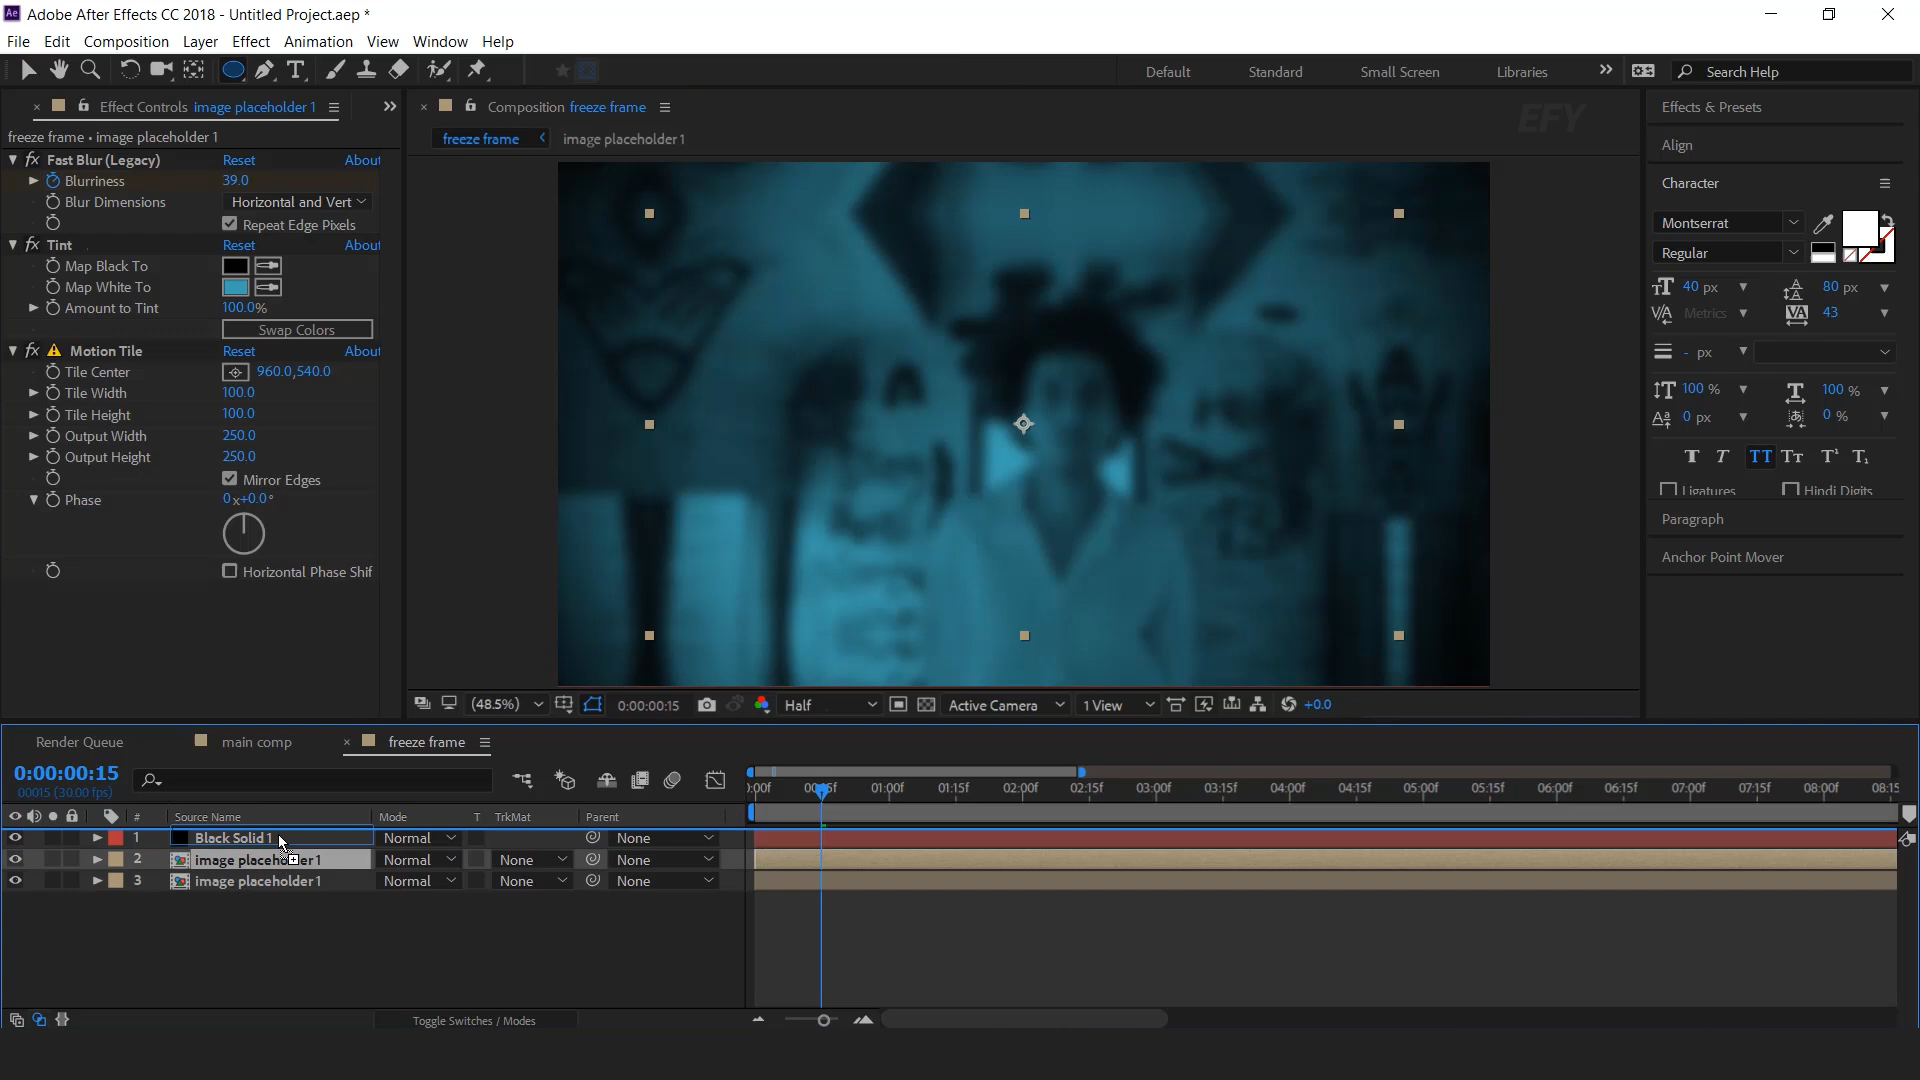 Adobe After Effects CC 2018 - Untitled Project.aep *
File Edit Composition Layer Effect Animation View Window Help
Default Standard Small Screen Libraries Search Help
Effect Controls image placeholder 1
freeze frame • image placeholder 1
Fast Blur (Legacy) Reset About
Blurriness 39.0
Blur Dimensions Horizontal and Vert
Repeat Edge Pixels
Tint Reset About
Map Black To
Map White To
Amount to Tint 100.0%
Swap Colors
Motion Tile Reset About
Tile Center 960.0,540.0
Tile Width 100.0
Tile Height 100.0
Output Width 250.0
Output Height 250.0
Mirror Edges
Phase 0x+0.0°
Horizontal Phase Shif
Composition freeze frame
freeze frame image placeholder 1
EFY
(48.5%) 0:00:00:15 Half Active Camera 1 View +0.0
Effects & Presets
Align
Character
Montserrat
Regular
40 px 80 px
Metrics 43
- px
100 % 100 %
0 px 0 %
Ligatures Hindi Digits
Paragraph
Anchor Point Mover
Render Queue main comp freeze frame
0:00:00:15
00015 (30.00 fps)
01:00f 01:15f 02:00f 02:15f 03:00f 03:15f 04:00f 04:15f 05:00f 05:15f 06:00f 06:15f 07:00f 07:15f 08:00f 08:15
# Source Name Mode T TrkMat Parent
1 Black Solid 1 Normal None
2 image placeholder 1 Normal None None
3 image placeholder 1 Normal None None
Toggle Switches / Modes